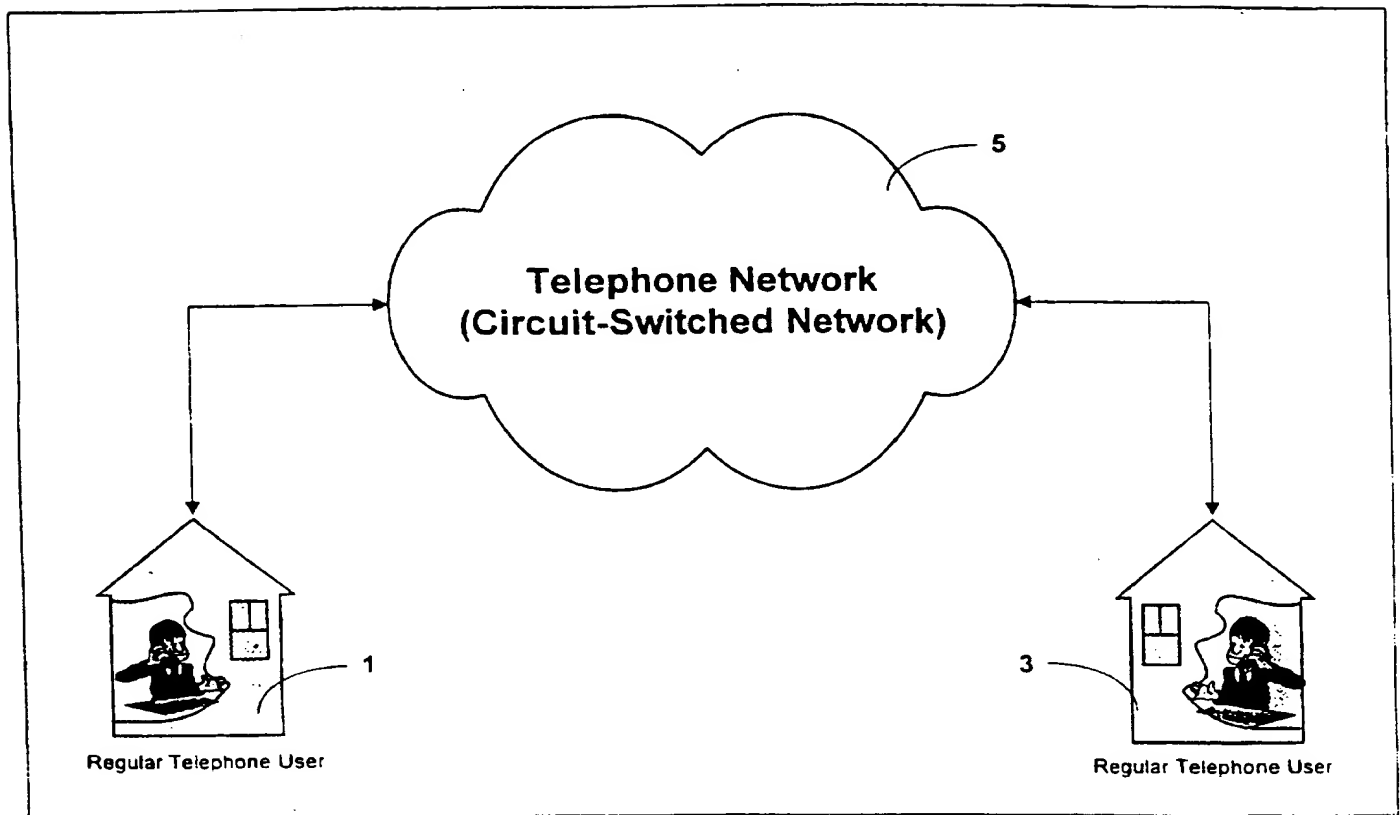 5
Telephone Network
(Circuit-Switched Network)
1
3
Regular Telephone User
Regular Telephone User